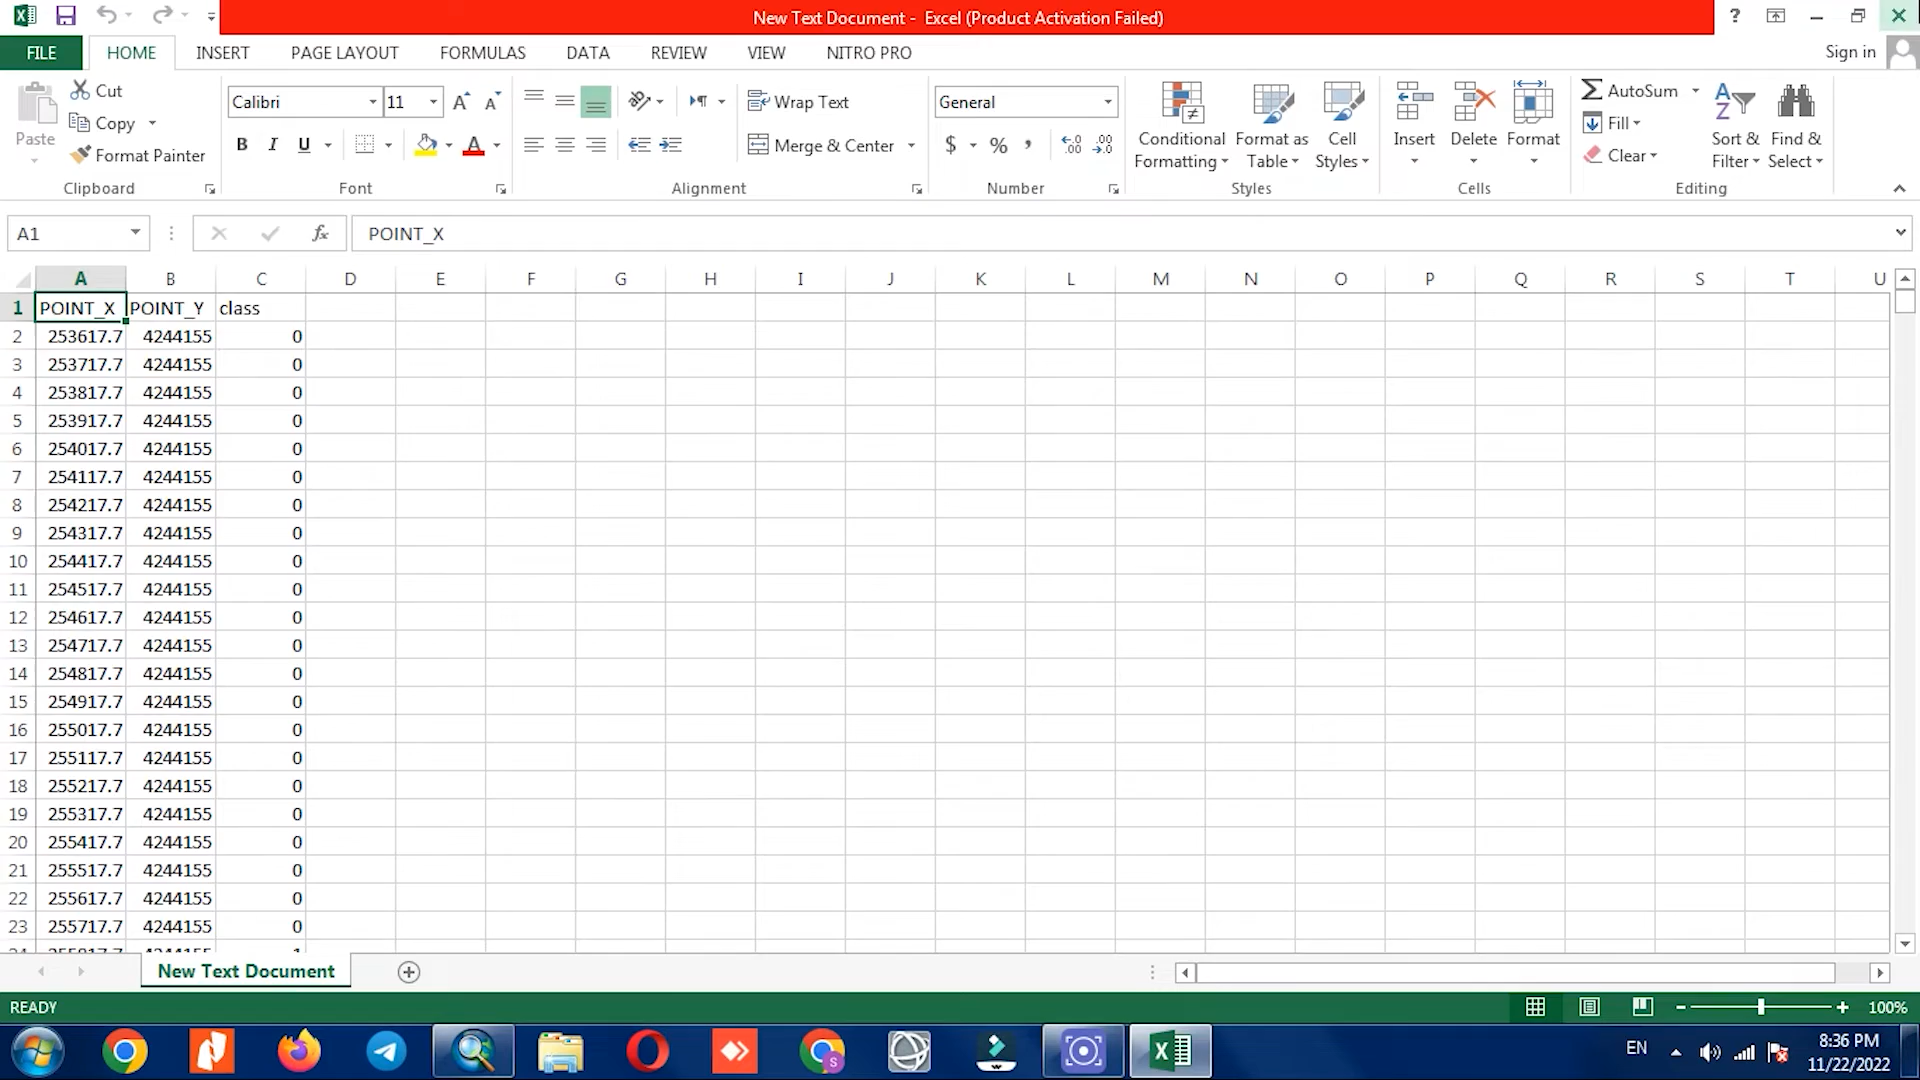 New Text Document - Excel (Product Activation Failed)
FILE HOME INSERT PAGE LAYOUT FORMULAS DATA REVIEW VIEW NITRO PRO Sign in
Paste Cut Copy Format Painter
Clipboard
Calibri 11
B I U A
Font
Wrap Text
Merge & Center
Alignment
General
$ % ,
Number
Conditional Formatting
Format as Table
Cell Styles
Styles
Insert Delete Format
Cells
AutoSum
Fill
Clear
Sort & Filter
Find & Select
Editing
A1 fx POINT_X
A B C D E F G H I J K L M N O P Q R S T U
1 POINT_X POINT_Y class
2 253617.7 4244155 0
3 253717.7 4244155 0
4 253817.7 4244155 0
5 253917.7 4244155 0
6 254017.7 4244155 0
7 254117.7 4244155 0
8 254217.7 4244155 0
9 254317.7 4244155 0
10 254417.7 4244155 0
11 254517.7 4244155 0
12 254617.7 4244155 0
13 254717.7 4244155 0
14 254817.7 4244155 0
15 254917.7 4244155 0
16 255017.7 4244155 0
17 255117.7 4244155 0
18 255217.7 4244155 0
19 255317.7 4244155 0
20 255417.7 4244155 0
21 255517.7 4244155 0
22 255617.7 4244155 0
23 255717.7 4244155 0
New Text Document
READY 100%
EN 8:36 PM
11/22/2022